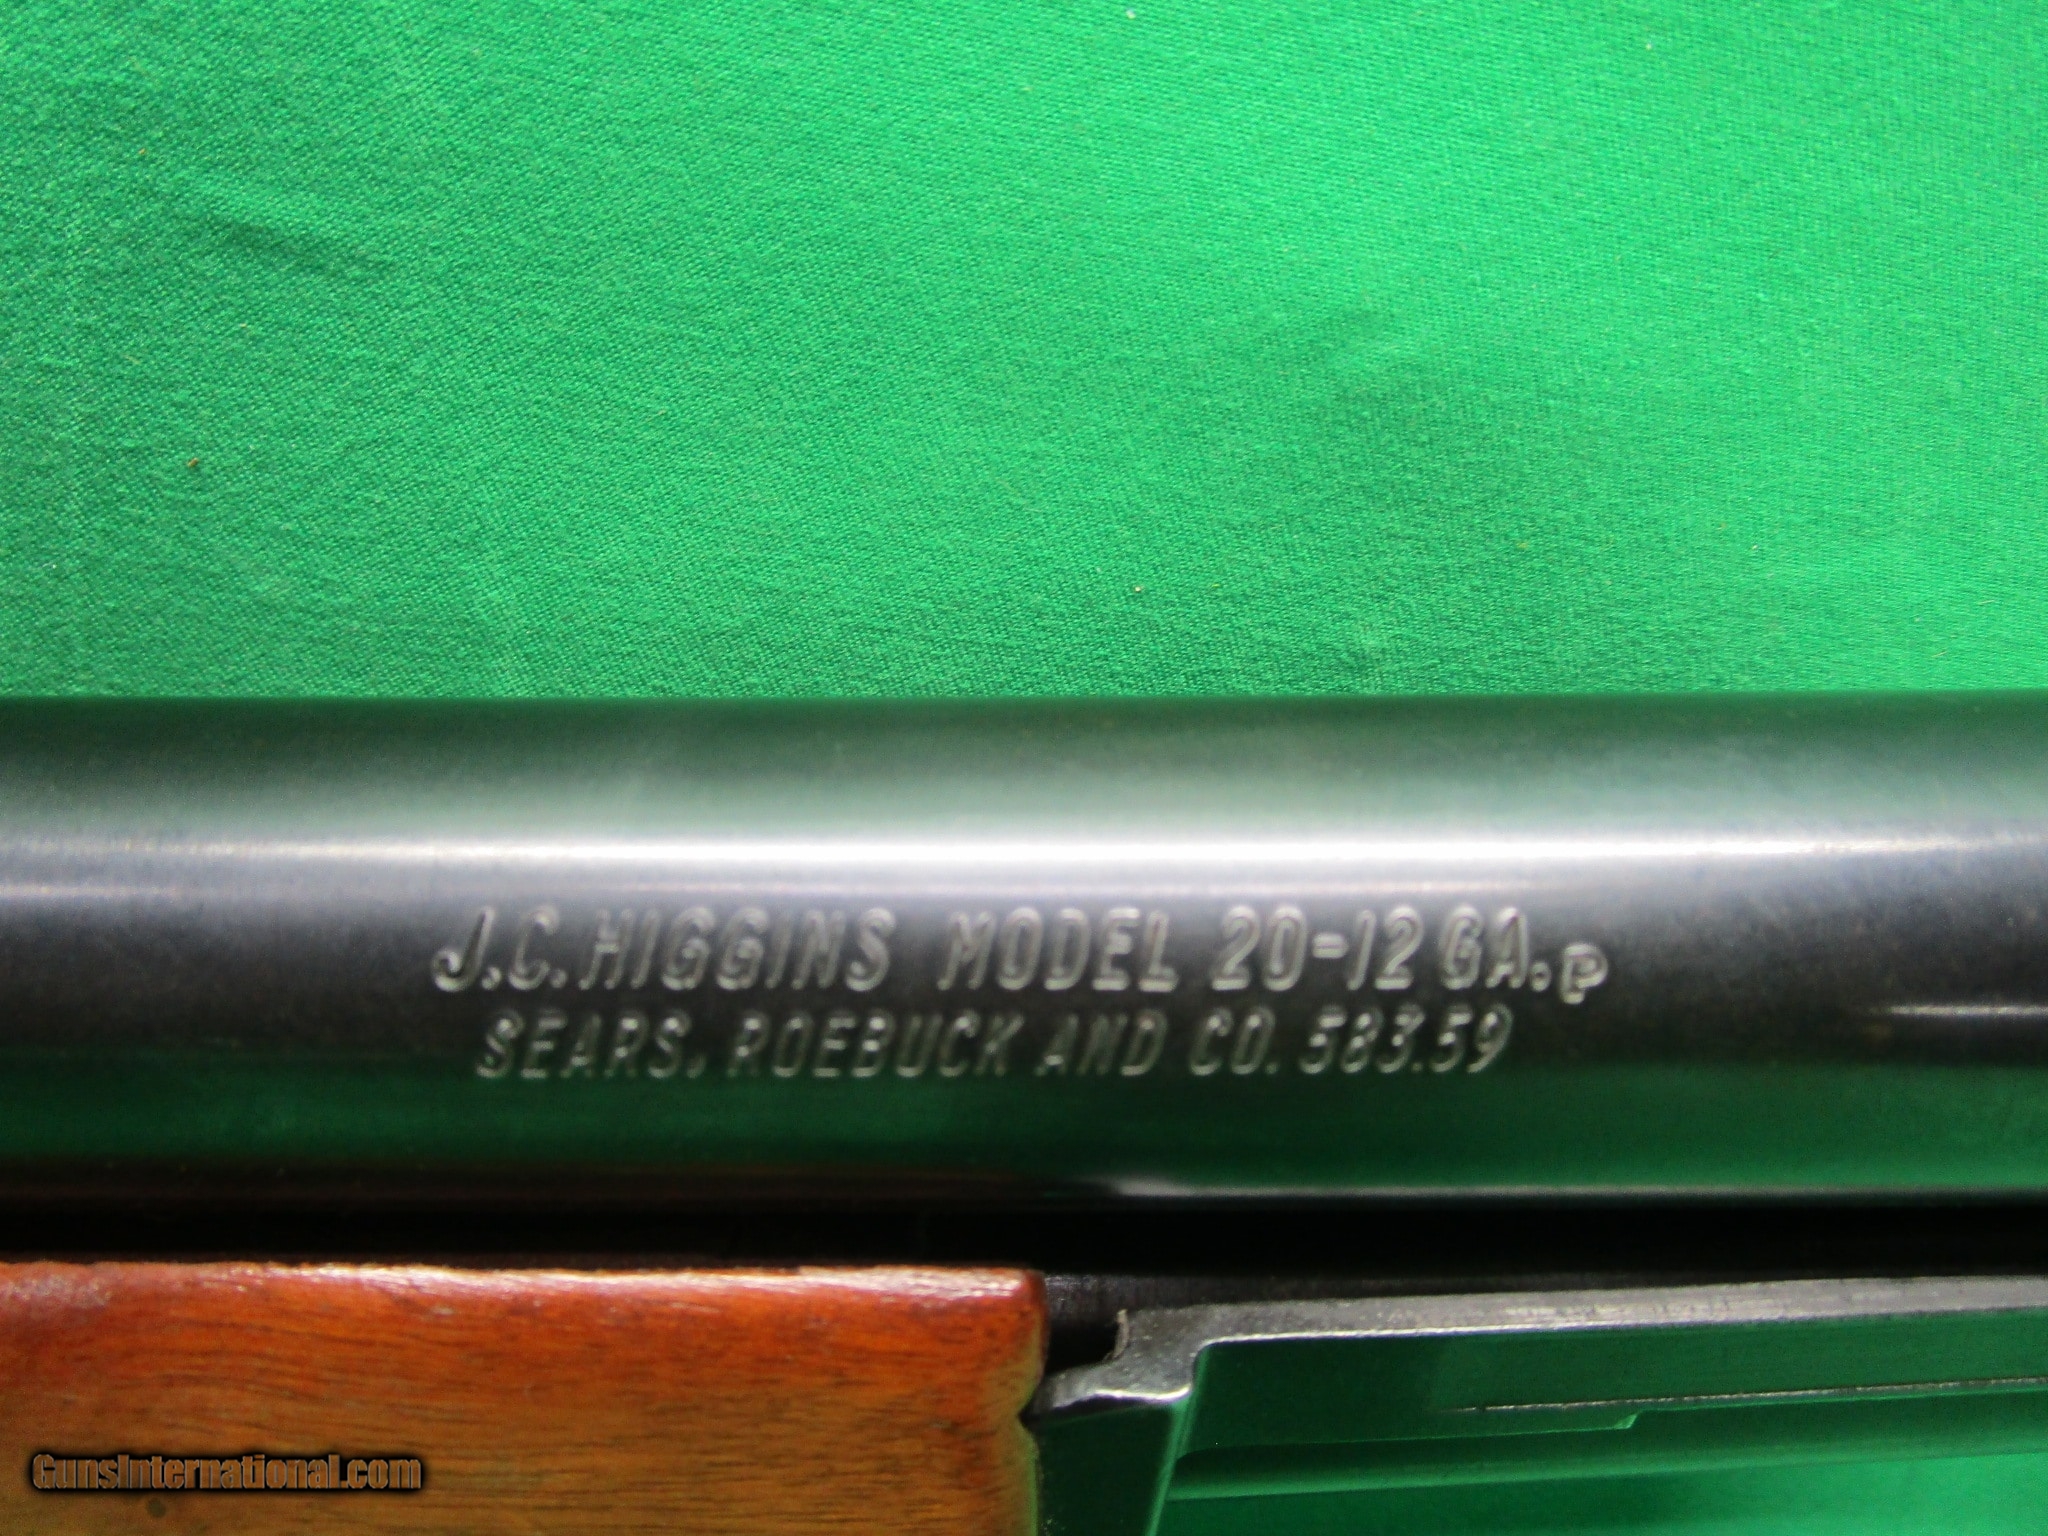 J.C. HIGGINS MODEL 20-12 GA. P
SEARS, ROEBUCK AND CO. 583.59
GunsInternational.com